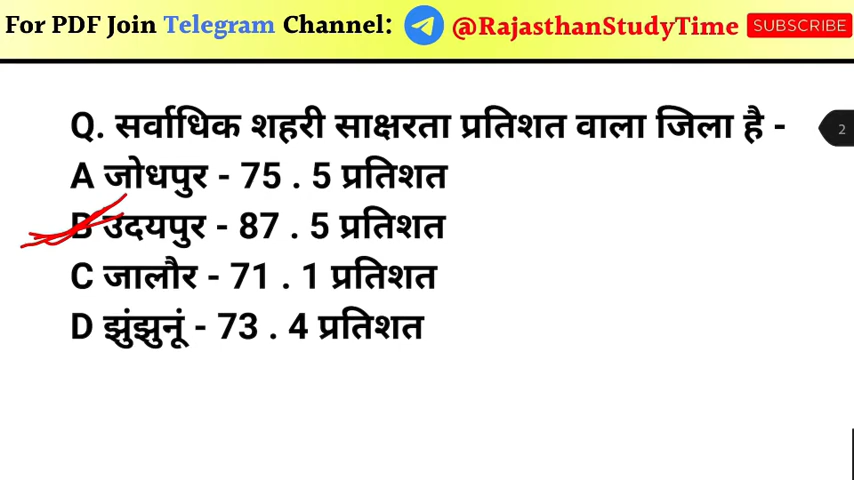 For PDF Join Telegram Channel: @RajasthanStudyTime SUBSCRIBE
Q. सर्वाधिक शहरी साक्षरता प्रतिशत वाला जिला है -
2
A जोधपुर - 75 . 5 प्रतिशत
B उदयपुर - 87 . 5 प्रतिशत
C जालौर - 71 . 1 प्रतिशत
D झुंझुनूं - 73 . 4 प्रतिशत